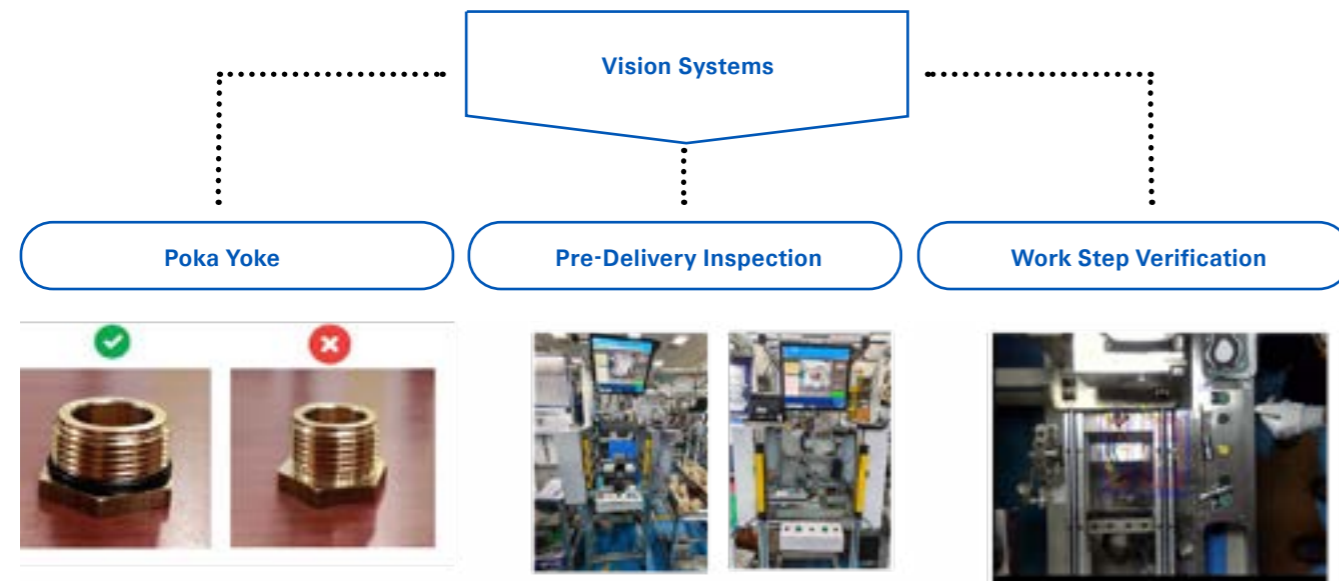 Vision Systems
Poka Yoke
Pre-Delivery Inspection
Work Step Verification